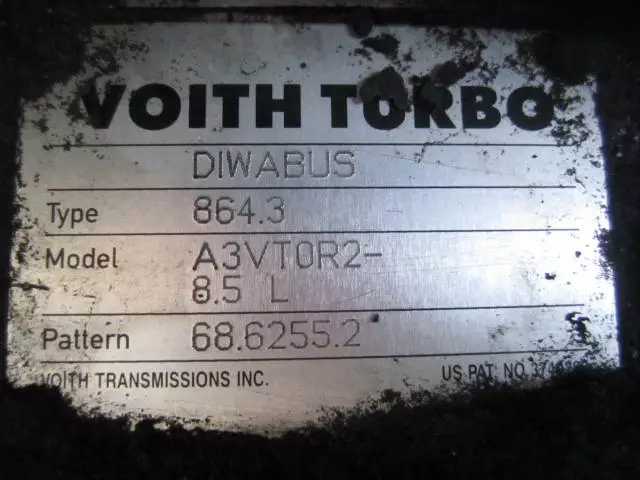 VOITH TURBO
DIWABUS
Type 864.3
Model A3VT0R2-
8.5 L
Pattern 68.6255.2
VOITH TRANSMISSIONS INC. US PAT. NO.